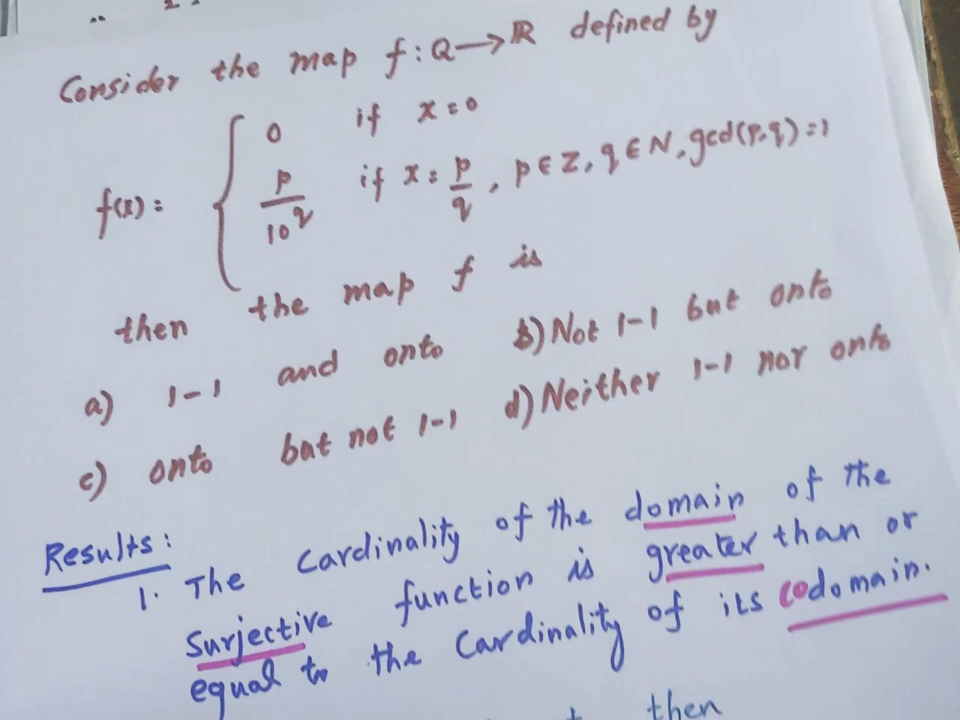 Consider the map f: Q→R defined by
f(x) = { 0 if x = 0
p/10^q if x = p/q, p ∈ Z, q ∈ N, gcd(p,q) = 1
then the map f is
a) 1-1 and onto b) Not 1-1 but onto
c) onto but not 1-1 d) Neither 1-1 nor onto
Results:
1. The cardinality of the domain of the
surjective function is greater than or
equal to the cardinality of its codomain.
then